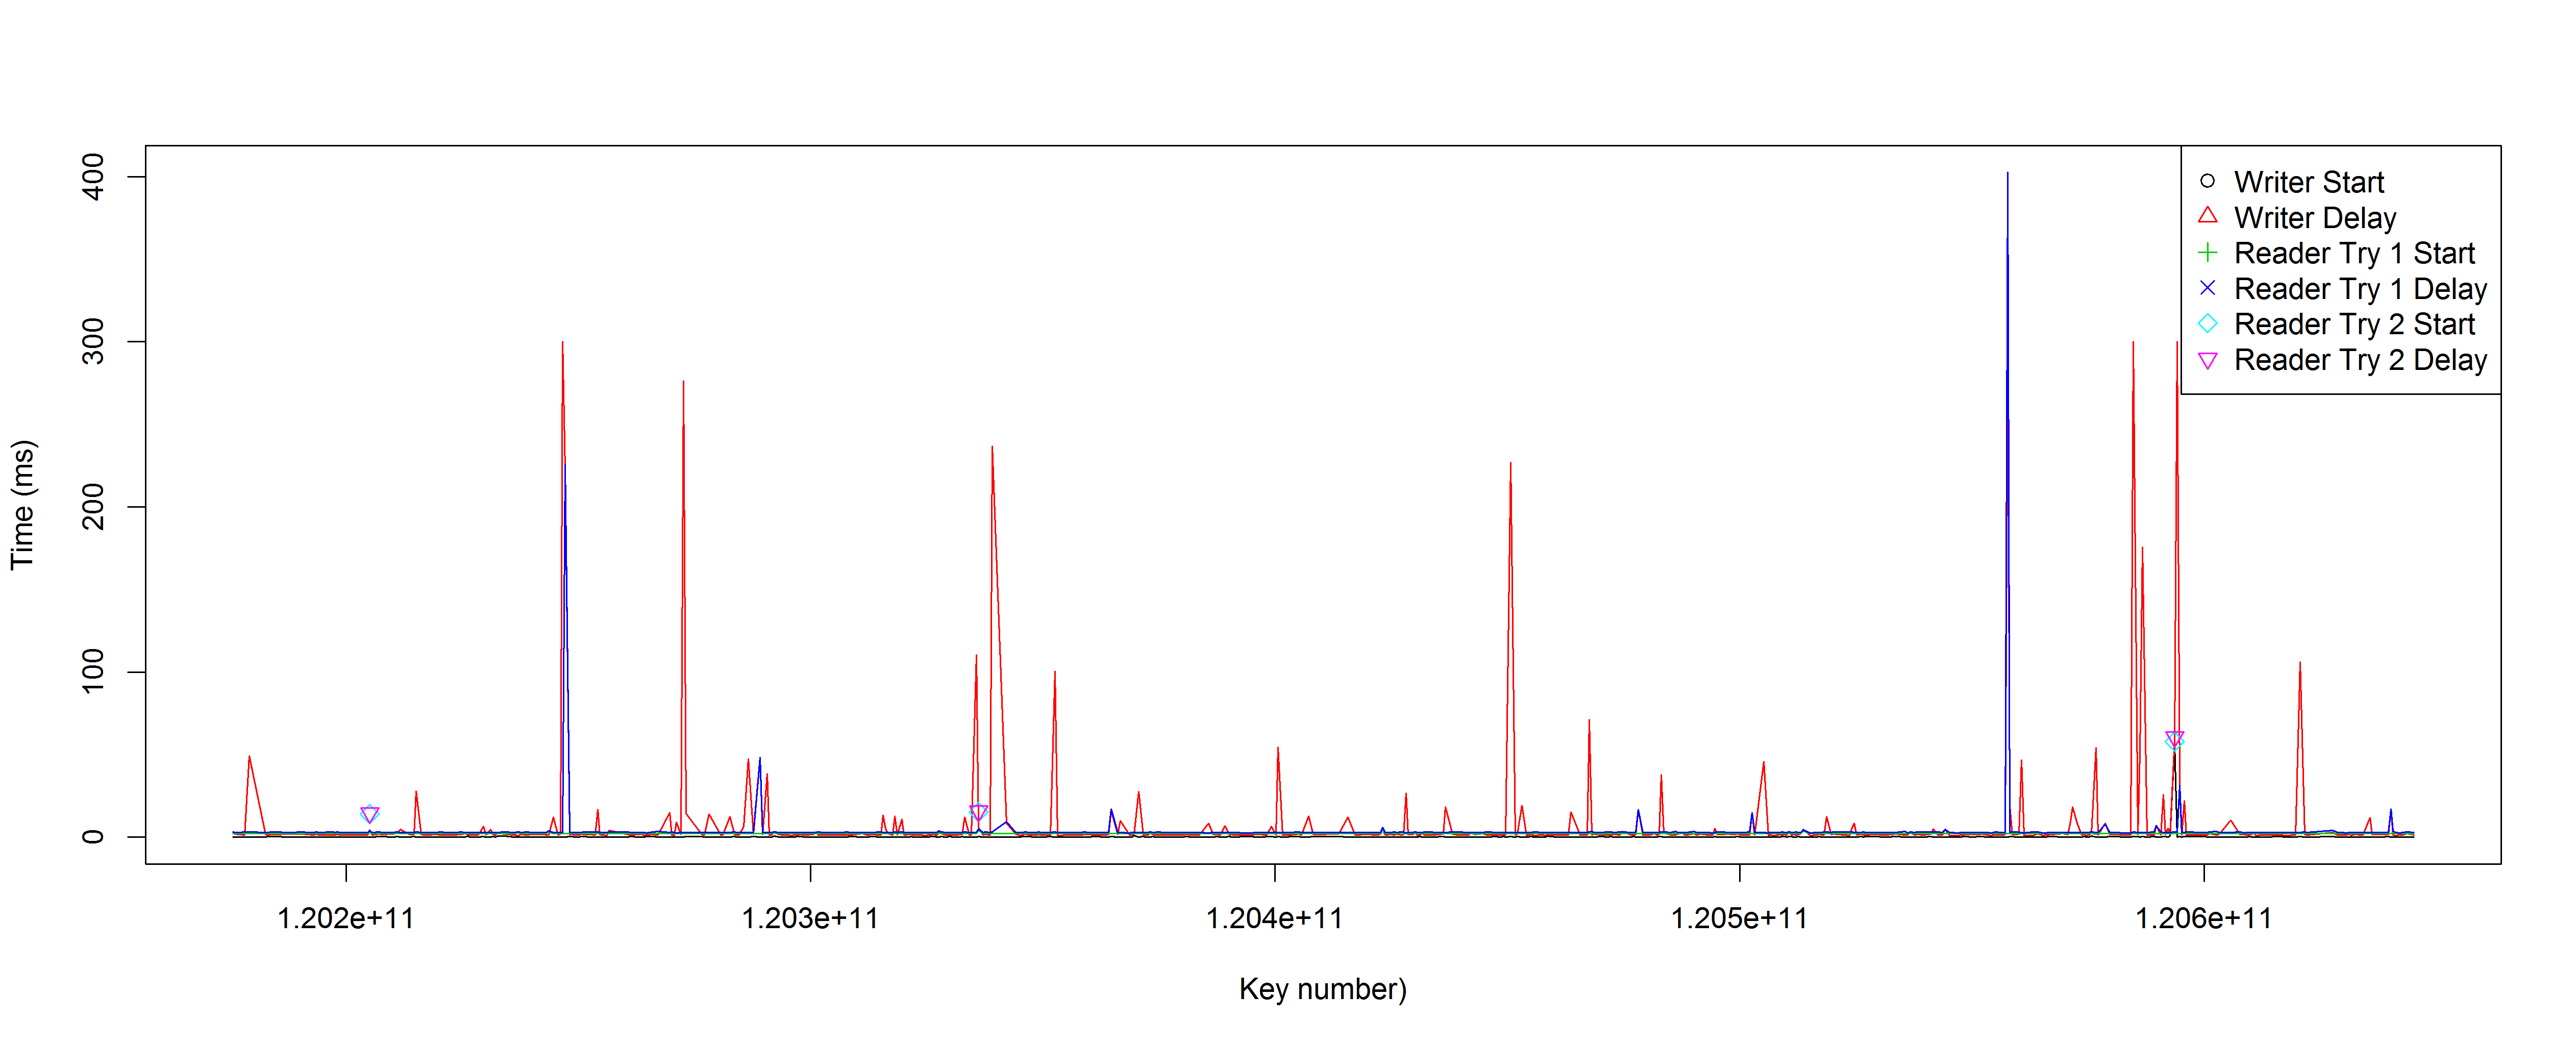 400
300
200
100
0
Time (ms)
Writer Start
Writer Delay
Reader Try 1 Start
Reader Try 1 Delay
Reader Try 2 Start
Reader Try 2 Delay
1.202e+11 1.203e+11 1.204e+11 1.205e+11 1.206e+11
Key number)